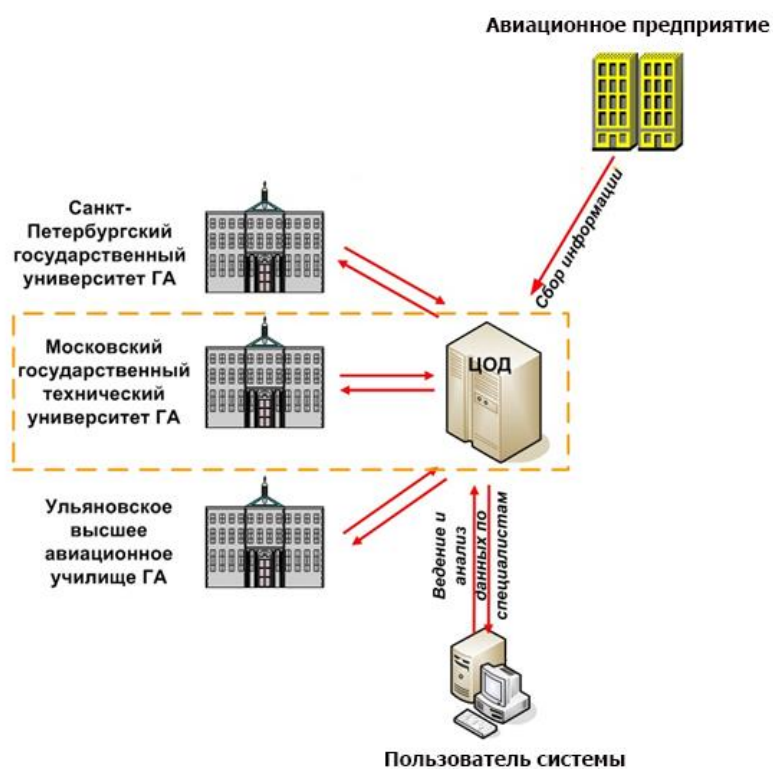 Авиационное предприятие
Сбор информации
Санкт-
Петербургский
государственный
университет ГА
Московский
государственный
технический
университет ГА
ЦОД
Ульяновское
высшее
авиационное
училище ГА
Ведение и
анализ
данных по
специалистам
Пользователь системы